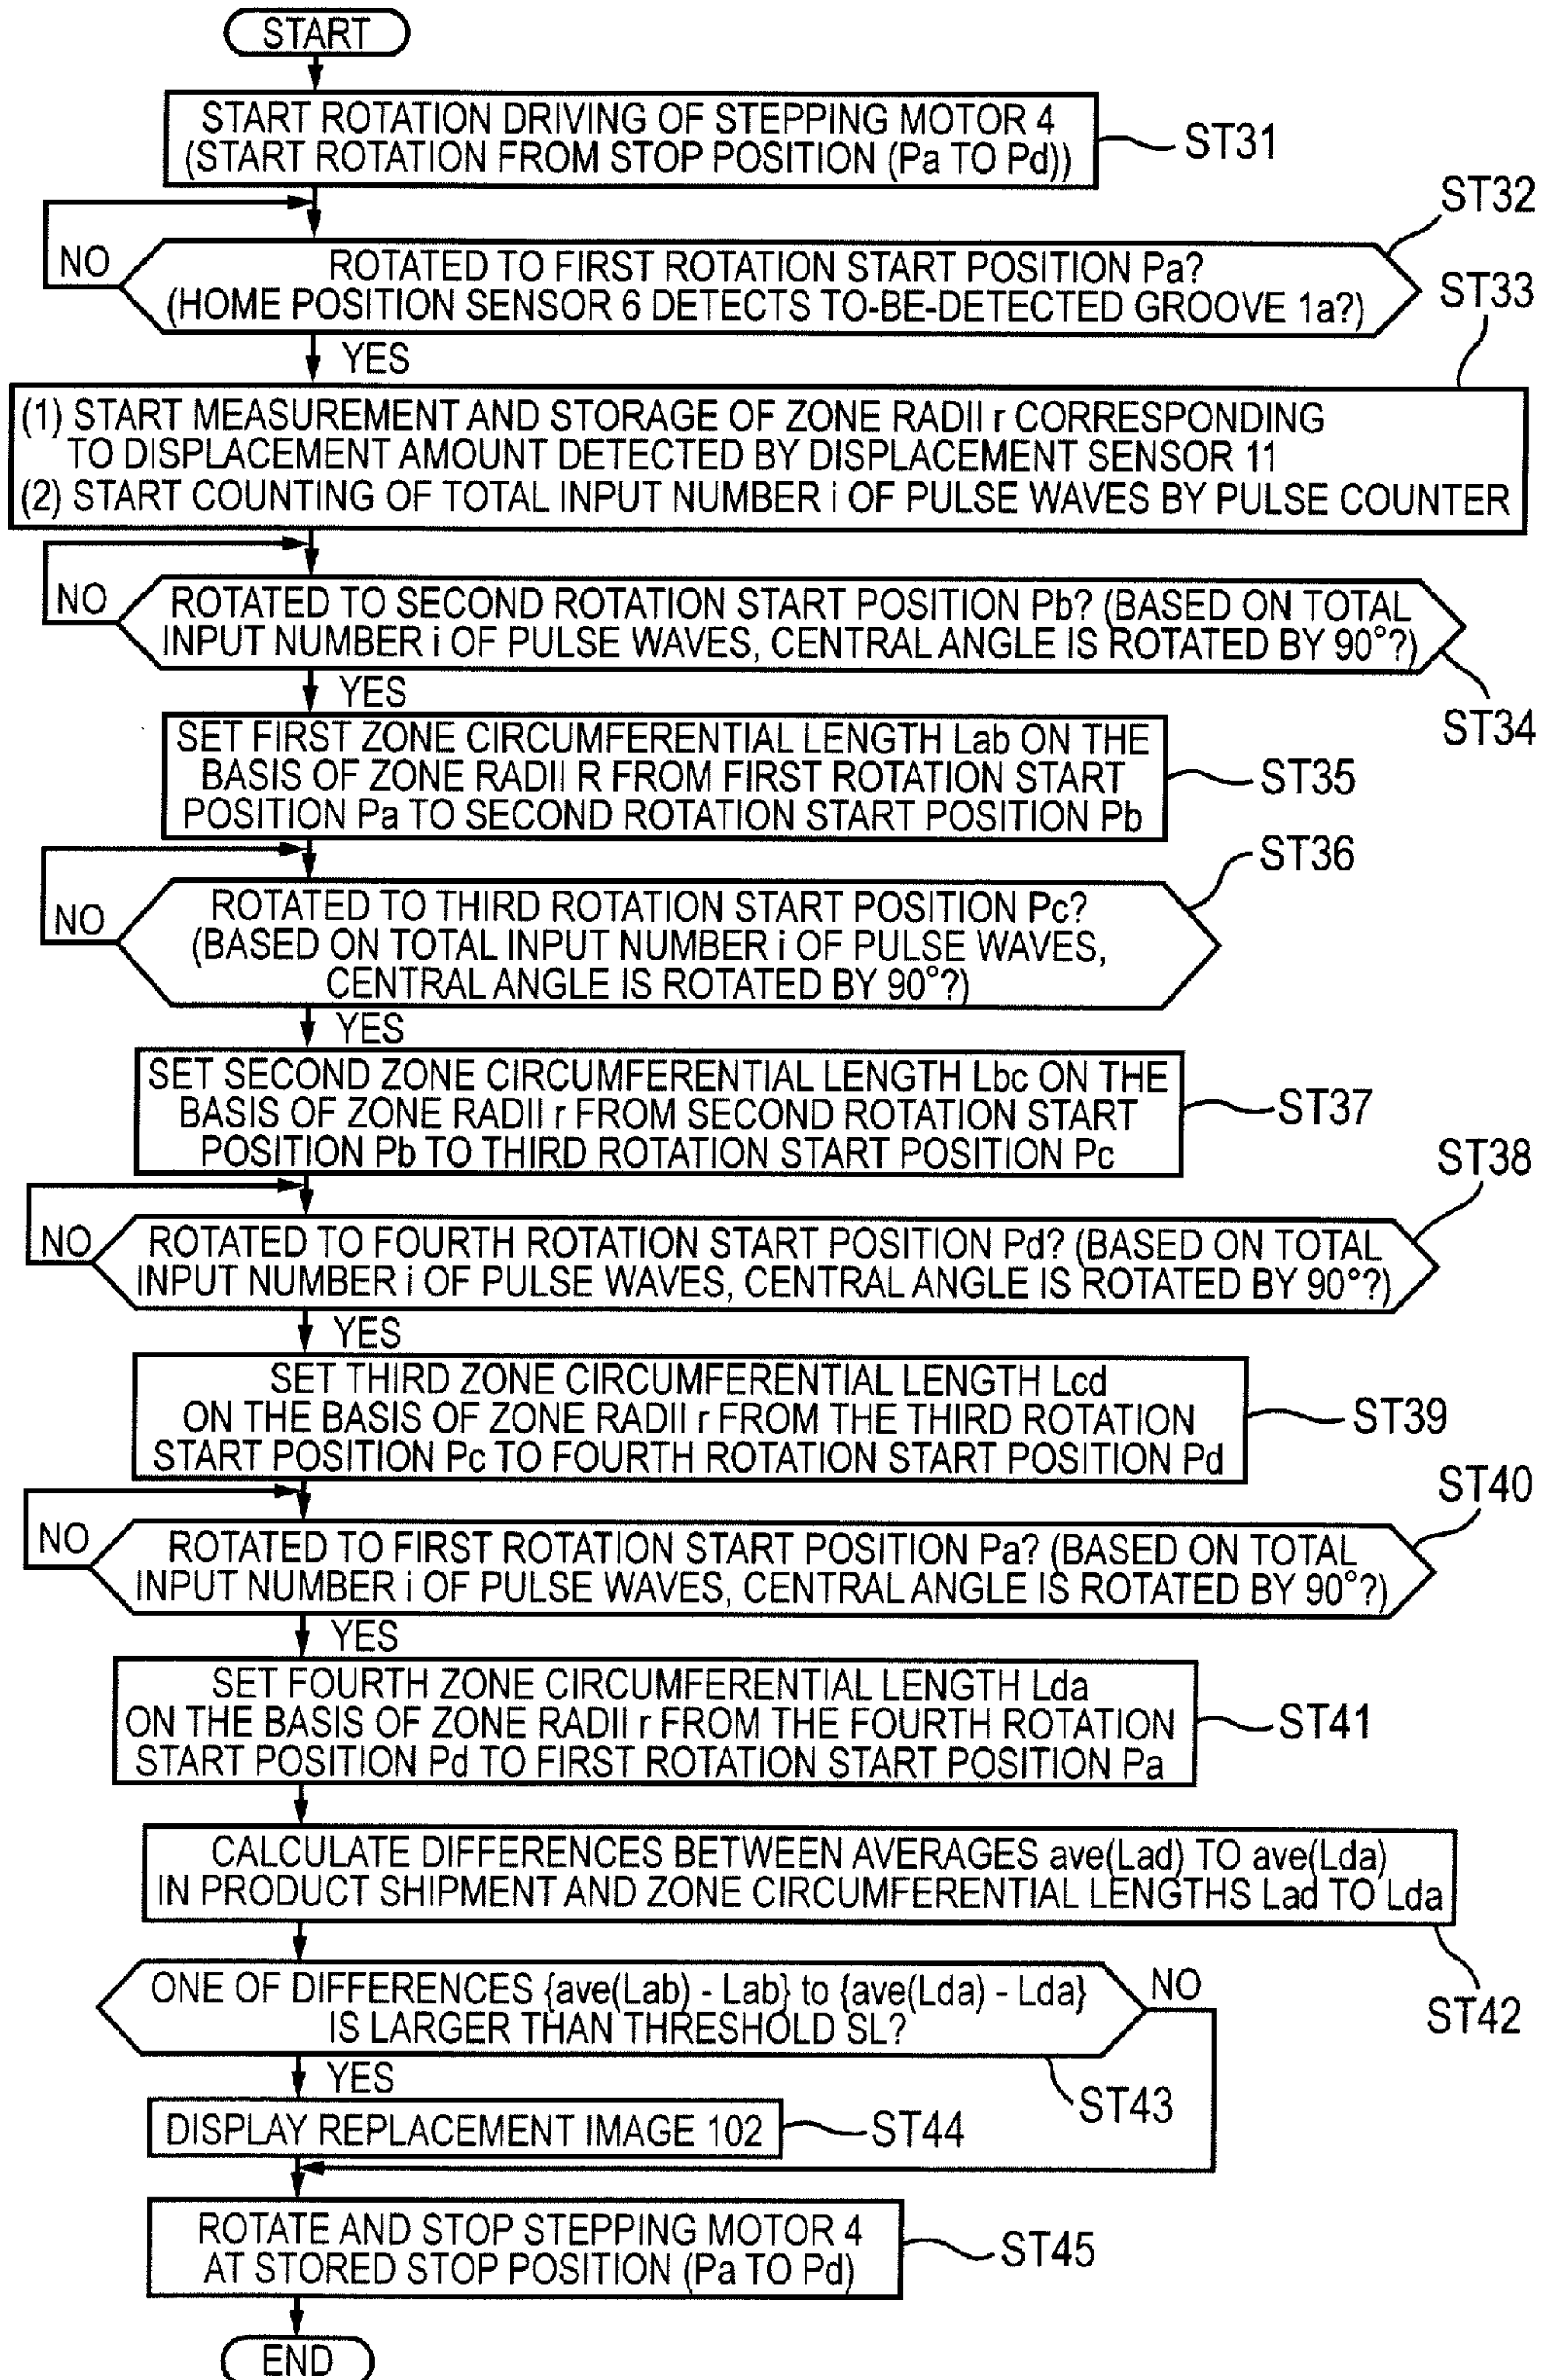 START
START ROTATION DRIVING OF STEPPING MOTOR 4
(START ROTATION FROM STOP POSITION (Pa TO Pd))
ST31
ST32
NO
ROTATED TO FIRST ROTATION START POSITION Pa?
(HOME POSITION SENSOR 6 DETECTS TO-BE-DETECTED GROOVE 1a?)
ST33
YES
(1) START MEASUREMENT AND STORAGE OF ZONE RADII r CORRESPONDING
TO DISPLACEMENT AMOUNT DETECTED BY DISPLACEMENT SENSOR 11
(2) START COUNTING OF TOTAL INPUT NUMBER i OF PULSE WAVES BY PULSE COUNTER
NO
ROTATED TO SECOND ROTATION START POSITION Pb? (BASED ON TOTAL
INPUT NUMBER i OF PULSE WAVES, CENTRAL ANGLE IS ROTATED BY 90°?)
YES
ST34
SET FIRST ZONE CIRCUMFERENTIAL LENGTH Lab ON THE
BASIS OF ZONE RADII R FROM FIRST ROTATION START
POSITION Pa TO SECOND ROTATION START POSITION Pb
ST35
ST36
NO
ROTATED TO THIRD ROTATION START POSITION Pc?
(BASED ON TOTAL INPUT NUMBER i OF PULSE WAVES,
CENTRAL ANGLE IS ROTATED BY 90°?)
YES
SET SECOND ZONE CIRCUMFERENTIAL LENGTH Lbc ON THE
BASIS OF ZONE RADII r FROM SECOND ROTATION START
POSITION Pb TO THIRD ROTATION START POSITION Pc
ST37
ST38
NO
ROTATED TO FOURTH ROTATION START POSITION Pd? (BASED ON TOTAL
INPUT NUMBER i OF PULSE WAVES, CENTRAL ANGLE IS ROTATED BY 90°?)
YES
SET THIRD ZONE CIRCUMFERENTIAL LENGTH Lcd
ON THE BASIS OF ZONE RADII r FROM THE THIRD ROTATION
START POSITION Pc TO FOURTH ROTATION START POSITION Pd
ST39
ST40
NO
ROTATED TO FIRST ROTATION START POSITION Pa? (BASED ON TOTAL
INPUT NUMBER i OF PULSE WAVES, CENTRAL ANGLE IS ROTATED BY 90°?)
YES
SET FOURTH ZONE CIRCUMFERENTIAL LENGTH Lda
ON THE BASIS OF ZONE RADII r FROM THE FOURTH ROTATION
START POSITION Pd TO FIRST ROTATION START POSITION Pa
ST41
CALCULATE DIFFERENCES BETWEEN AVERAGES ave(Lad) TO ave(Lda)
IN PRODUCT SHIPMENT AND ZONE CIRCUMFERENTIAL LENGTHS Lad TO Lda
ST42
ONE OF DIFFERENCES {ave(Lab) - Lab} to {ave(Lda) - Lda}
IS LARGER THAN THRESHOLD SL?
NO
YES
ST43
DISPLAY REPLACEMENT IMAGE 102
ST44
ROTATE AND STOP STEPPING MOTOR 4
AT STORED STOP POSITION (Pa TO Pd)
ST45
END